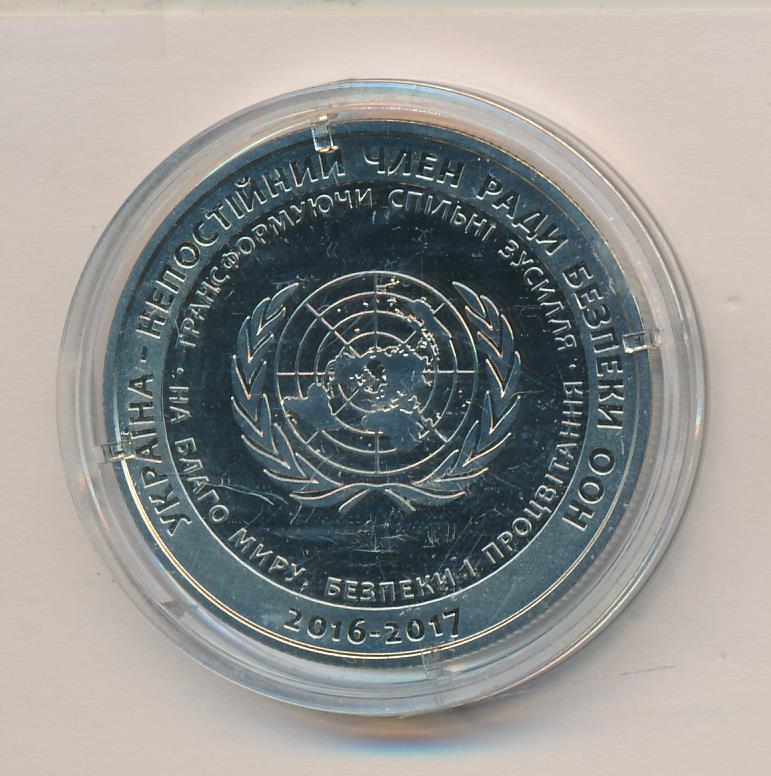 УКРАЇНА - НЕПОСТІЙНИЙ ЧЛЕН РАДИ БЕЗПЕКИ ООН
2016-2017
· ТРАНСФОРМУЮЧИ СПІЛЬНІ ЗУСИЛЛЯ ·
НА БЛАГО МИРУ, БЕЗПЕКИ І ПРОЦВІТАННЯ